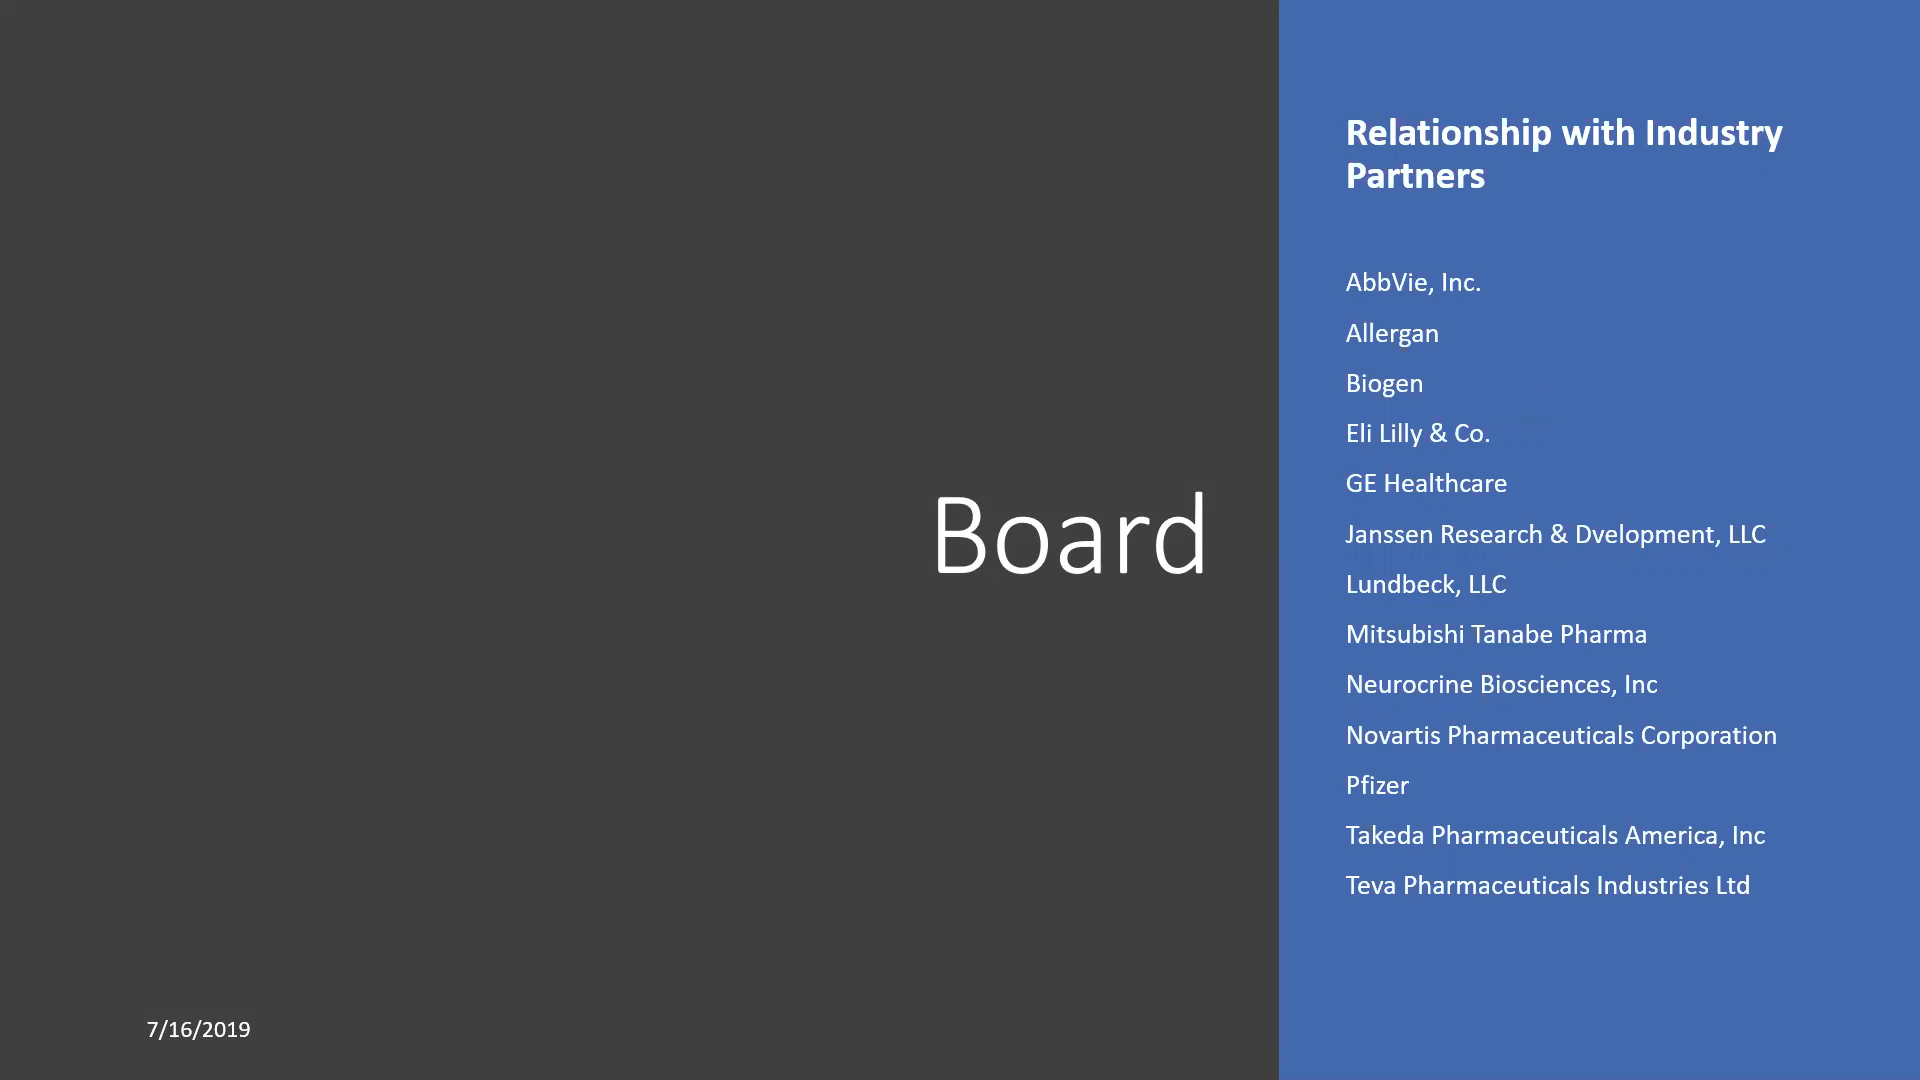 Board
Relationship with Industry
Partners
AbbVie, Inc.
Allergan
Biogen
Eli Lilly & Co.
GE Healthcare
Janssen Research & Dvelopment, LLC
Lundbeck, LLC
Mitsubishi Tanabe Pharma
Neurocrine Biosciences, Inc
Novartis Pharmaceuticals Corporation
Pfizer
Takeda Pharmaceuticals America, Inc
Teva Pharmaceuticals Industries Ltd
7/16/2019